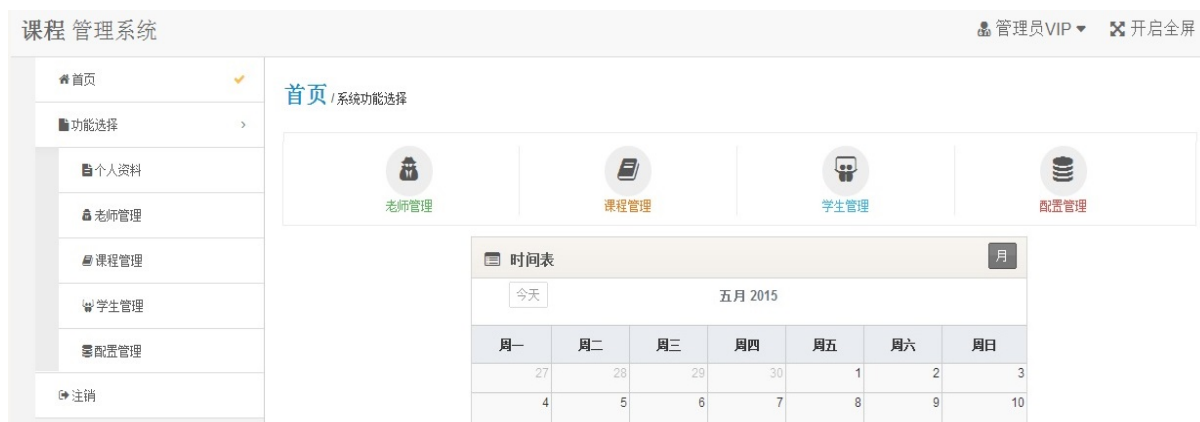 课程 管理系统
管理员VIP
开启全屏
首页
功能选择
个人资料
老师管理
课程管理
学生管理
配置管理
注销
首页 / 系统功能选择
老师管理 课程管理 学生管理 配置管理
时间表 月
今天 五月 2015
周一 周二 周三 周四 周五 周六 周日
27 28 29 30 1 2 3
4 5 6 7 8 9 10